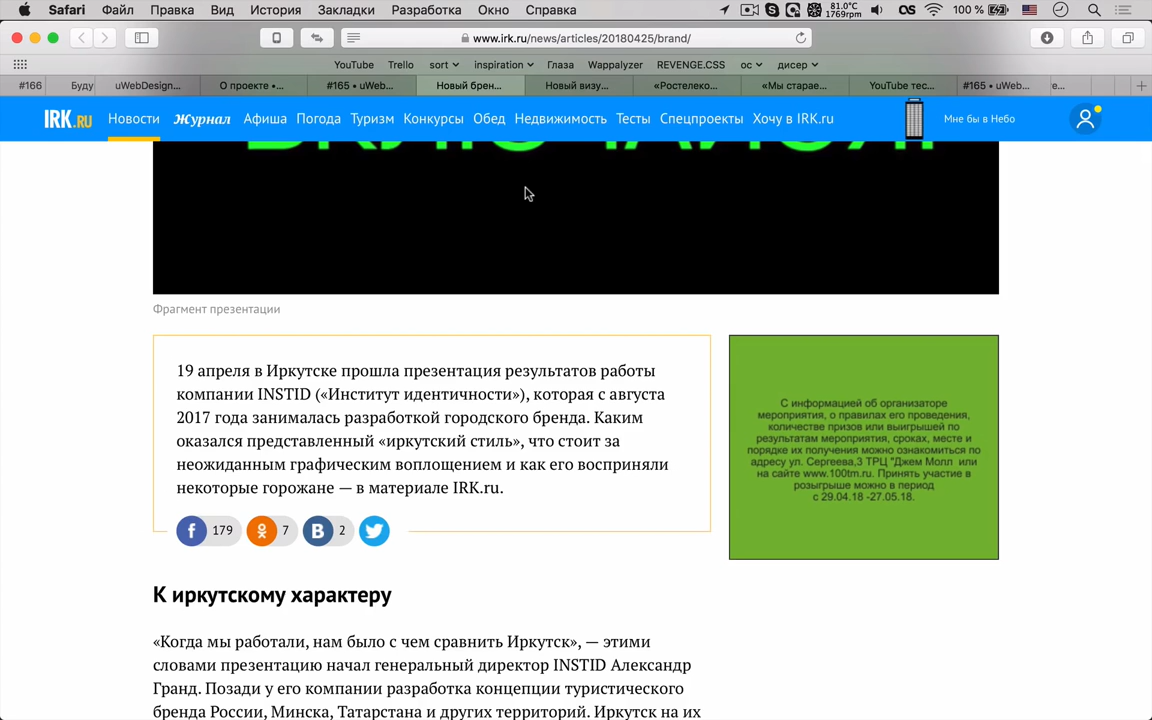 Safari Файл Правка Вид История Закладки Разработка Окно Справка 81.0°C 1769rpm 100 %
www.irk.ru/news/articles/20180425/brand/
YouTube Trello sort inspiration Глаза Wappalyzer REVENGE.CSS ос дисер
#166 Буду uWebDesign... О проекте •... #165 • uWeb... Новый брен... Новый визу... «Ростелеко... «Мы старае... YouTube тес... #165 • uWeb... е...
IRK.RU Новости Журнал Афиша Погода Туризм Конкурсы Обед Недвижимость Тесты Спецпроекты Хочу в IRK.ru Мне бы в Небо
Фрагмент презентации
19 апреля в Иркутске прошла презентация результатов работы
компании INSTID («Институт идентичности»), которая с августа
2017 года занималась разработкой городского бренда. Каким
оказался представленный «иркутский стиль», что стоит за
неожиданным графическим воплощением и как его восприняли
некоторые горожане — в материале IRK.ru.
179 7 2
С информацией об организаторе
мероприятия, о правилах его проведения,
количестве призов или выигрышей по
результатам мероприятия, сроках, месте и
порядке их получения можно ознакомиться по
адресу ул. Сергеева,3 ТРЦ "Джем Молл или
на сайте www.100tm.ru. Принять участие в
розыгрыше можно в период
с 29.04.18 -27.05.18.
К иркутскому характеру
«Когда мы работали, нам было с чем сравнить Иркутск», — этими
словами презентацию начал генеральный директор INSTID Александр
Гранд. Позади у его компании разработка концепции туристического
бренда России, Минска, Татарстана и других территорий. Иркутск на их